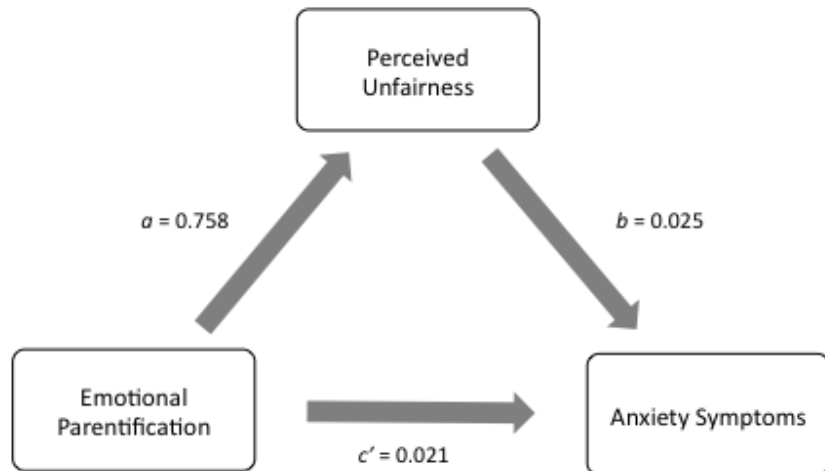 Perceived
Unfairness
a = 0.758
b = 0.025
Emotional
Parentification
Anxiety Symptoms
c′ = 0.021